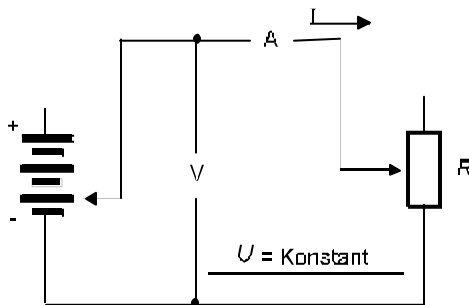 I
A
+
V
R
-
U = Konstant